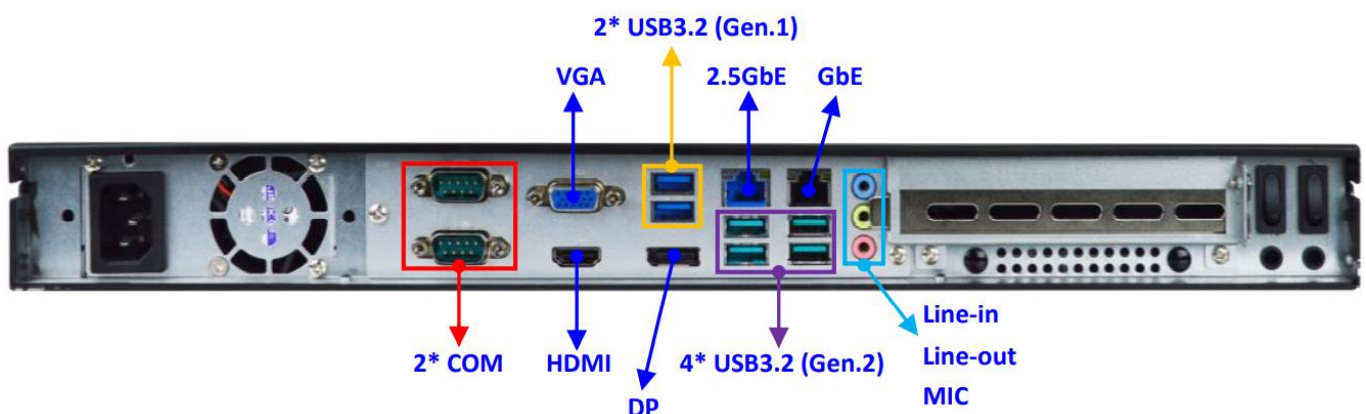 2* USB3.2 (Gen.1)
VGA
2.5GbE
GbE
2* COM
HDMI
DP
4* USB3.2 (Gen.2)
Line-in
Line-out
MIC